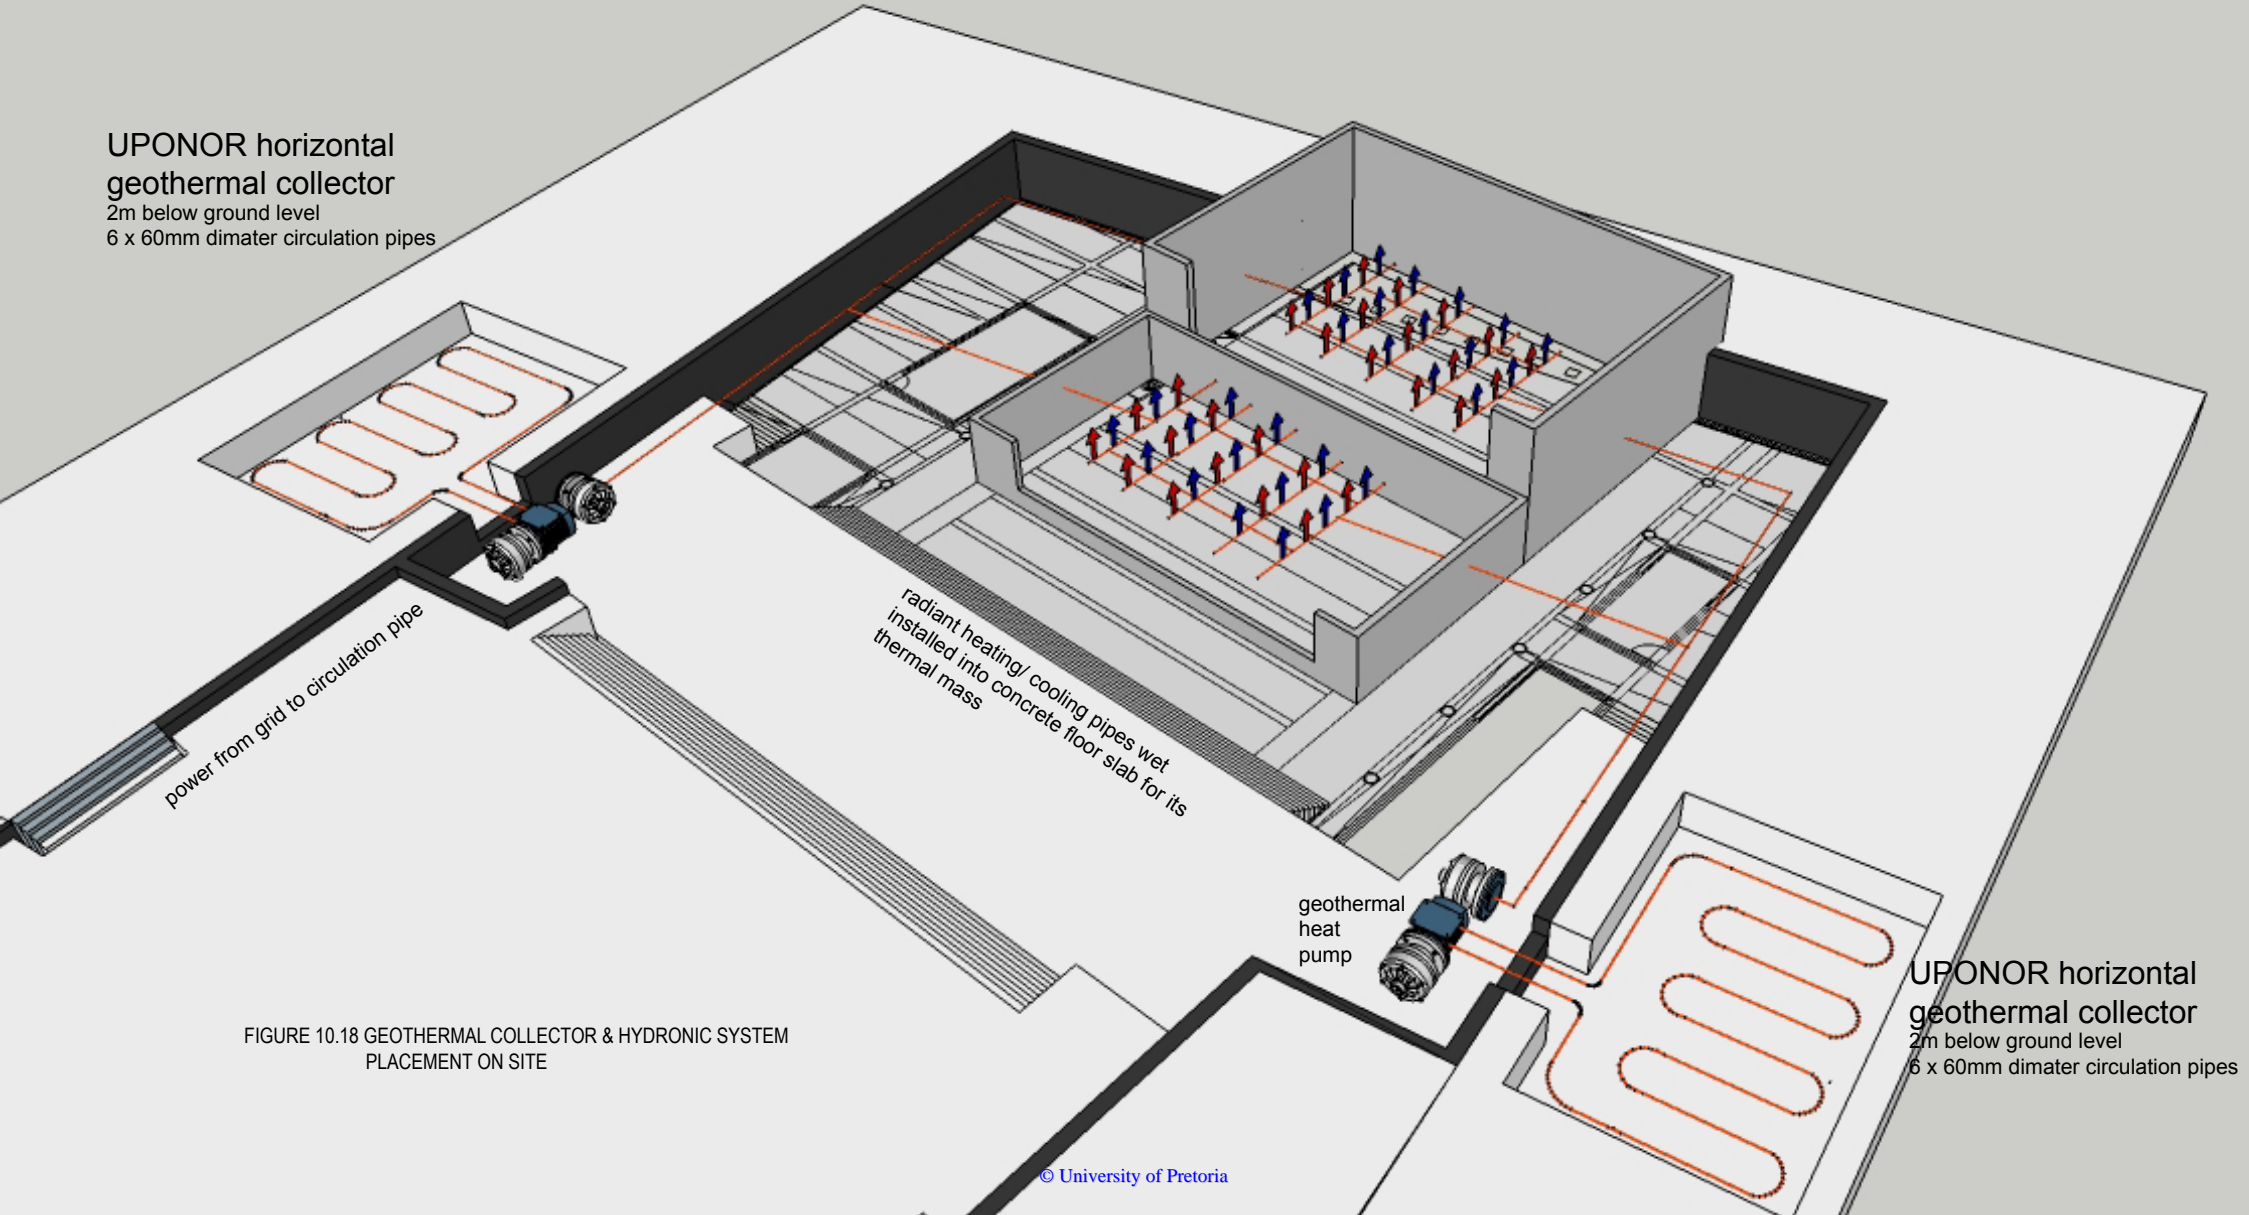 UPONOR horizontal
geothermal collector
2m below ground level
6 x 60mm dimater circulation pipes
power from grid to circulation pipe
radiant heating/ cooling pipes wet
installed into concrete floor slab for its
thermal mass
geothermal
heat
pump
UPONOR horizontal
geothermal collector
2m below ground level
6 x 60mm dimater circulation pipes
FIGURE 10.18 GEOTHERMAL COLLECTOR & HYDRONIC SYSTEM
PLACEMENT ON SITE
© University of Pretoria